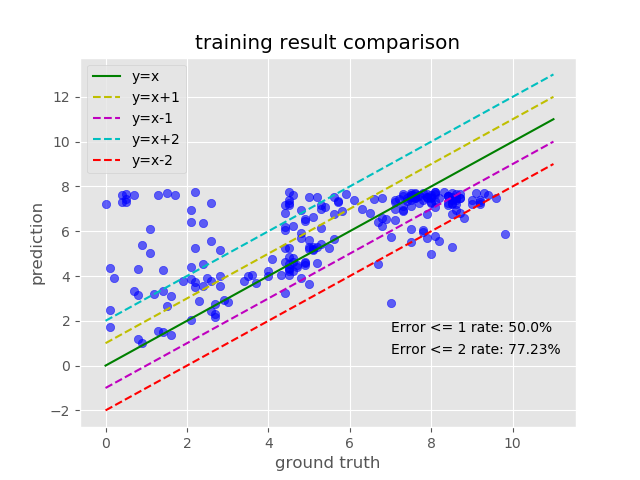 training result comparison
y=x
y=x+1
y=x-1
y=x+2
y=x-2
12
10
8
6
4
2
0
−2
prediction
Error <= 1 rate: 50.0%
Error <= 2 rate: 77.23%
0 2 4 6 8 10
ground truth